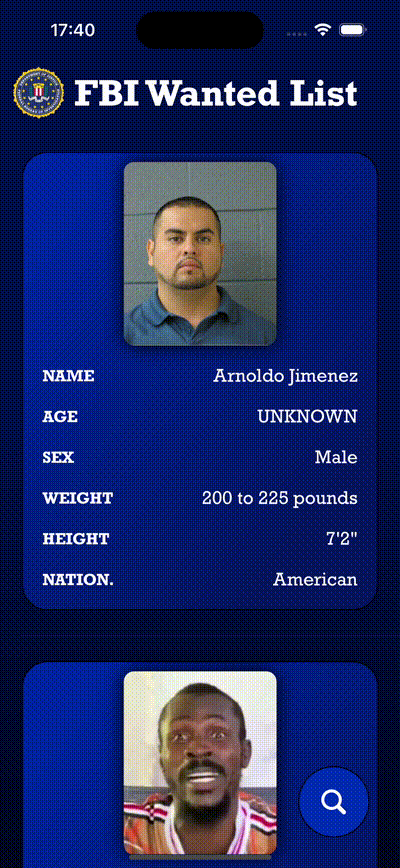 17:40
FBI Wanted List
NAME Arnoldo Jimenez
AGE UNKNOWN
SEX Male
WEIGHT 200 to 225 pounds
HEIGHT 7'2"
NATION. American